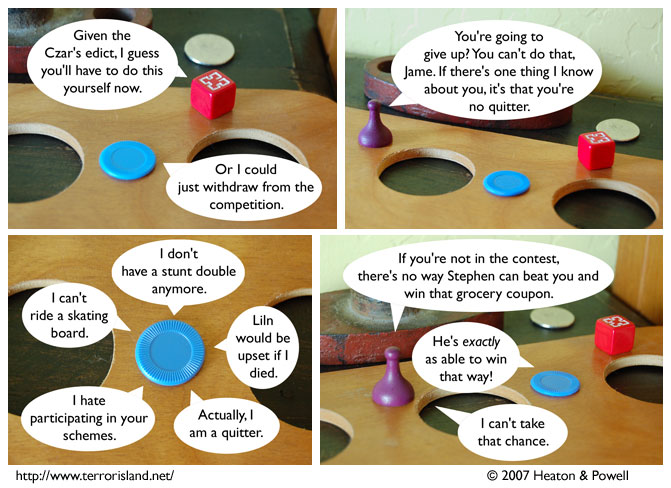 Given the
Czar's edict, I guess
you'll have to do this
yourself now.
Or I could
just withdraw from the
competition.
You're going to
give up? You can't do that,
Jame. If there's one thing I know
about you, it's that you're
no quitter.
I don't
have a stunt double
anymore.
I can't
ride a skating
board.
Liln
would be
upset if I
died.
I hate
participating in your
schemes.
Actually, I
am a quitter.
If you're not in the contest,
there's no way Stephen can beat you and
win that grocery coupon.
He's exactly
as able to win
that way!
I can't take
that chance.
http://www.terrorisland.net/
© 2007 Heaton & Powell